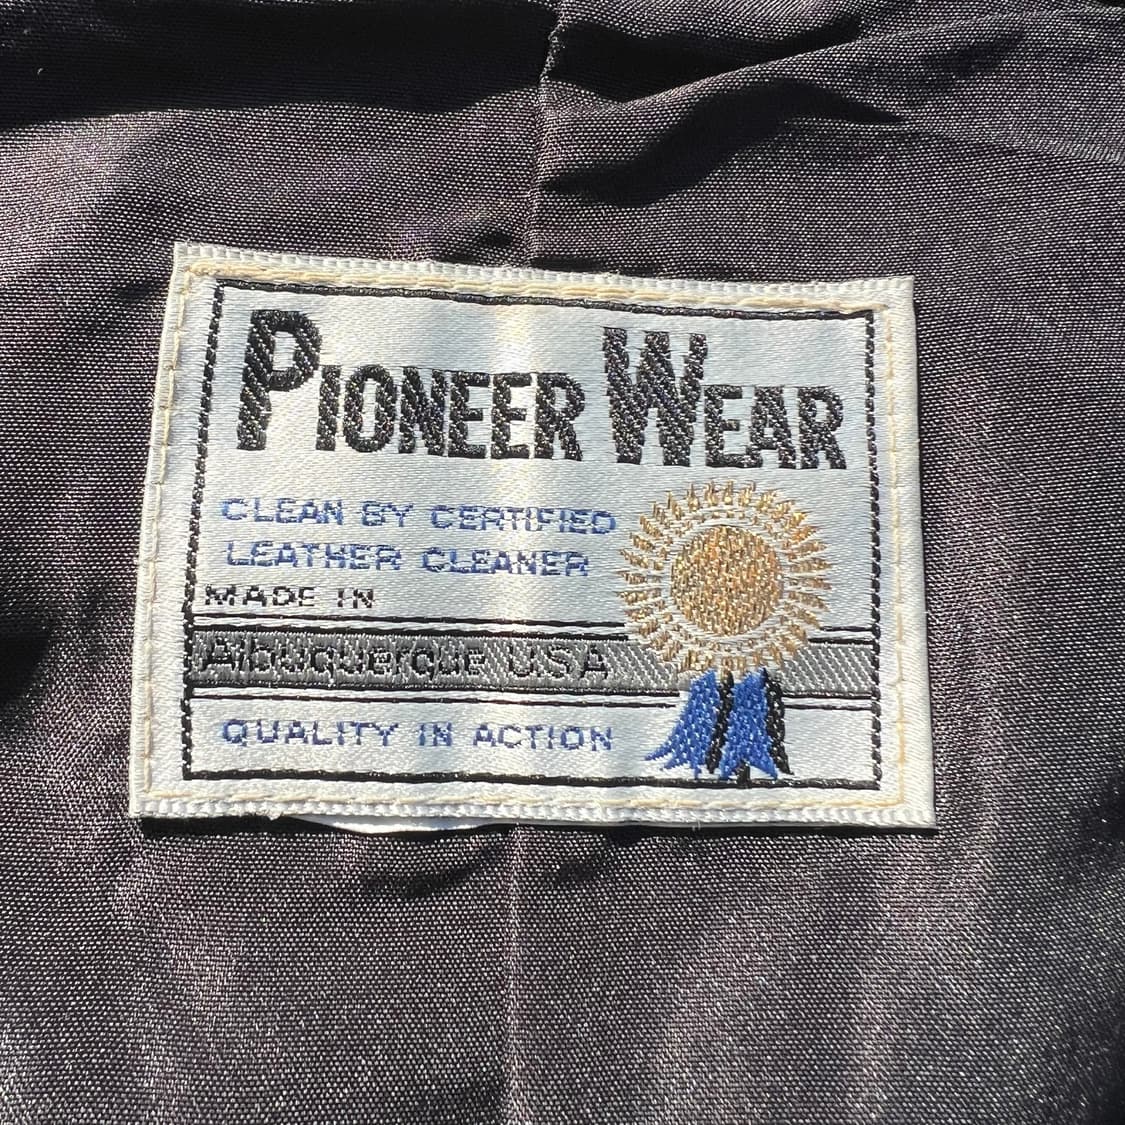 PIONEER WEAR
CLEAN BY CERTIFIED
LEATHER CLEANER
MADE IN
Albuquerque USA
QUALITY IN ACTION